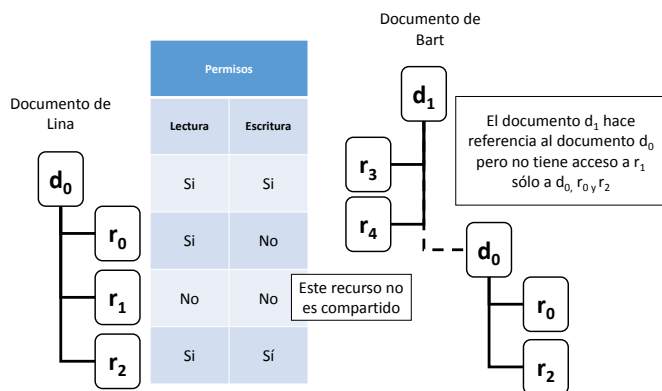 Documento de
Lina
d0
r0
r1
r2
Permisos
Lectura
Escritura
Si
Si
Si
No
No
No
Si
Sí
Este recurso no
es compartido
Documento de
Bart
d1
r3
r4
d0
r0
r2
El documento d1 hace
referencia al documento d0
pero no tiene acceso a r1
sólo a d0, r0 y r2